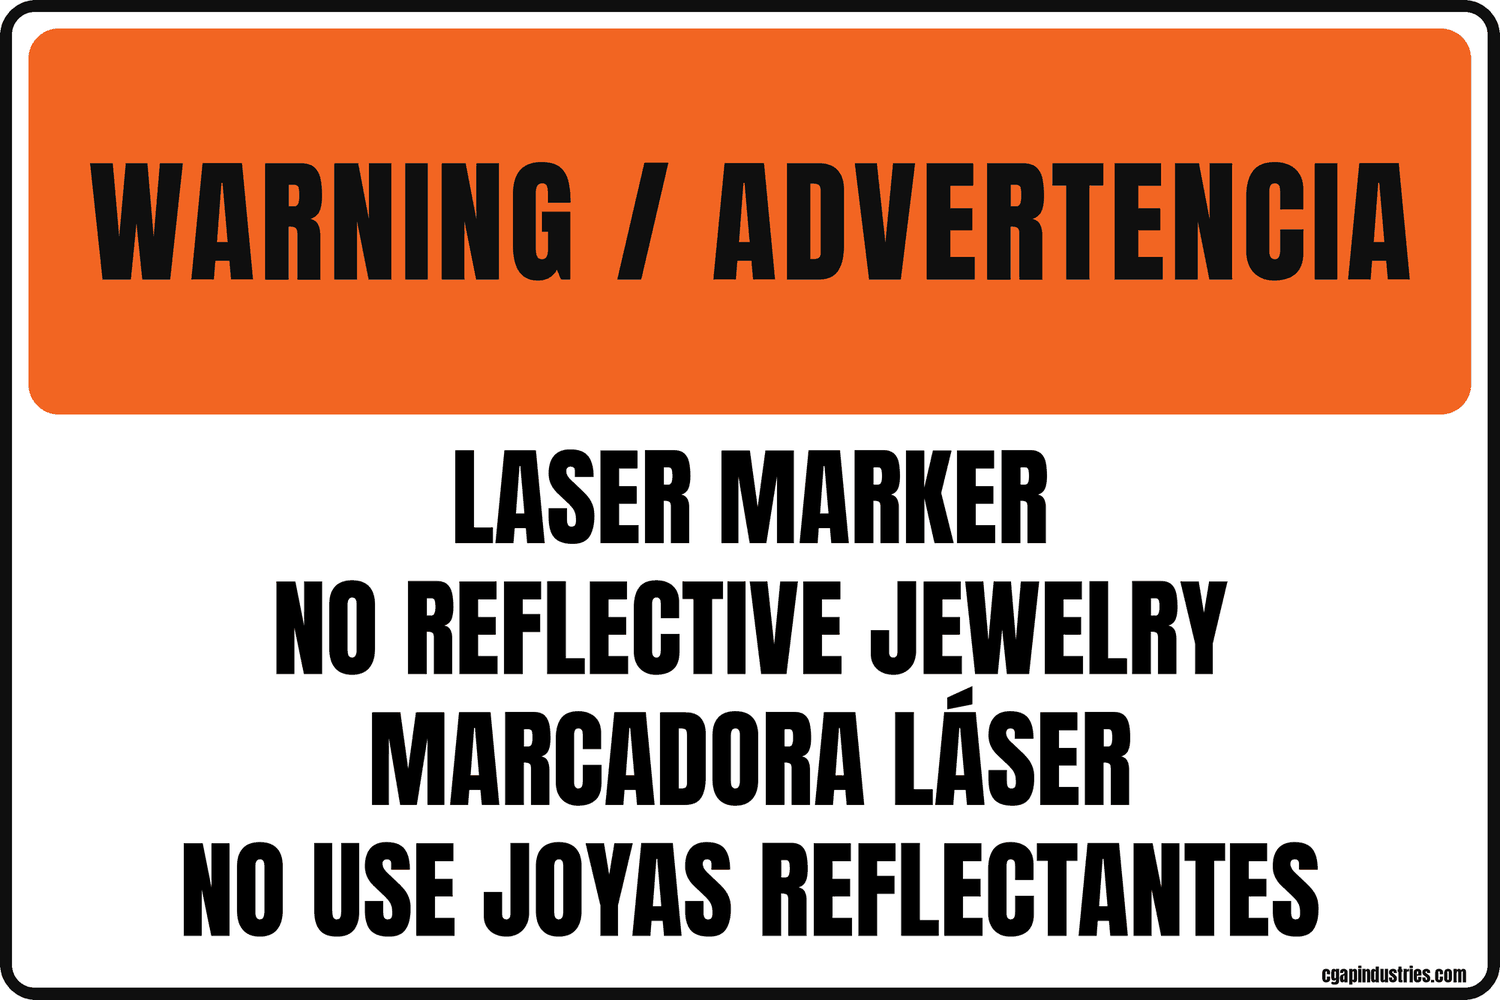 WARNING / ADVERTENCIA
LASER MARKER
NO REFLECTIVE JEWELRY
MARCADORA LÁSER
NO USE JOYAS REFLECTANTES
cgapindustries.com